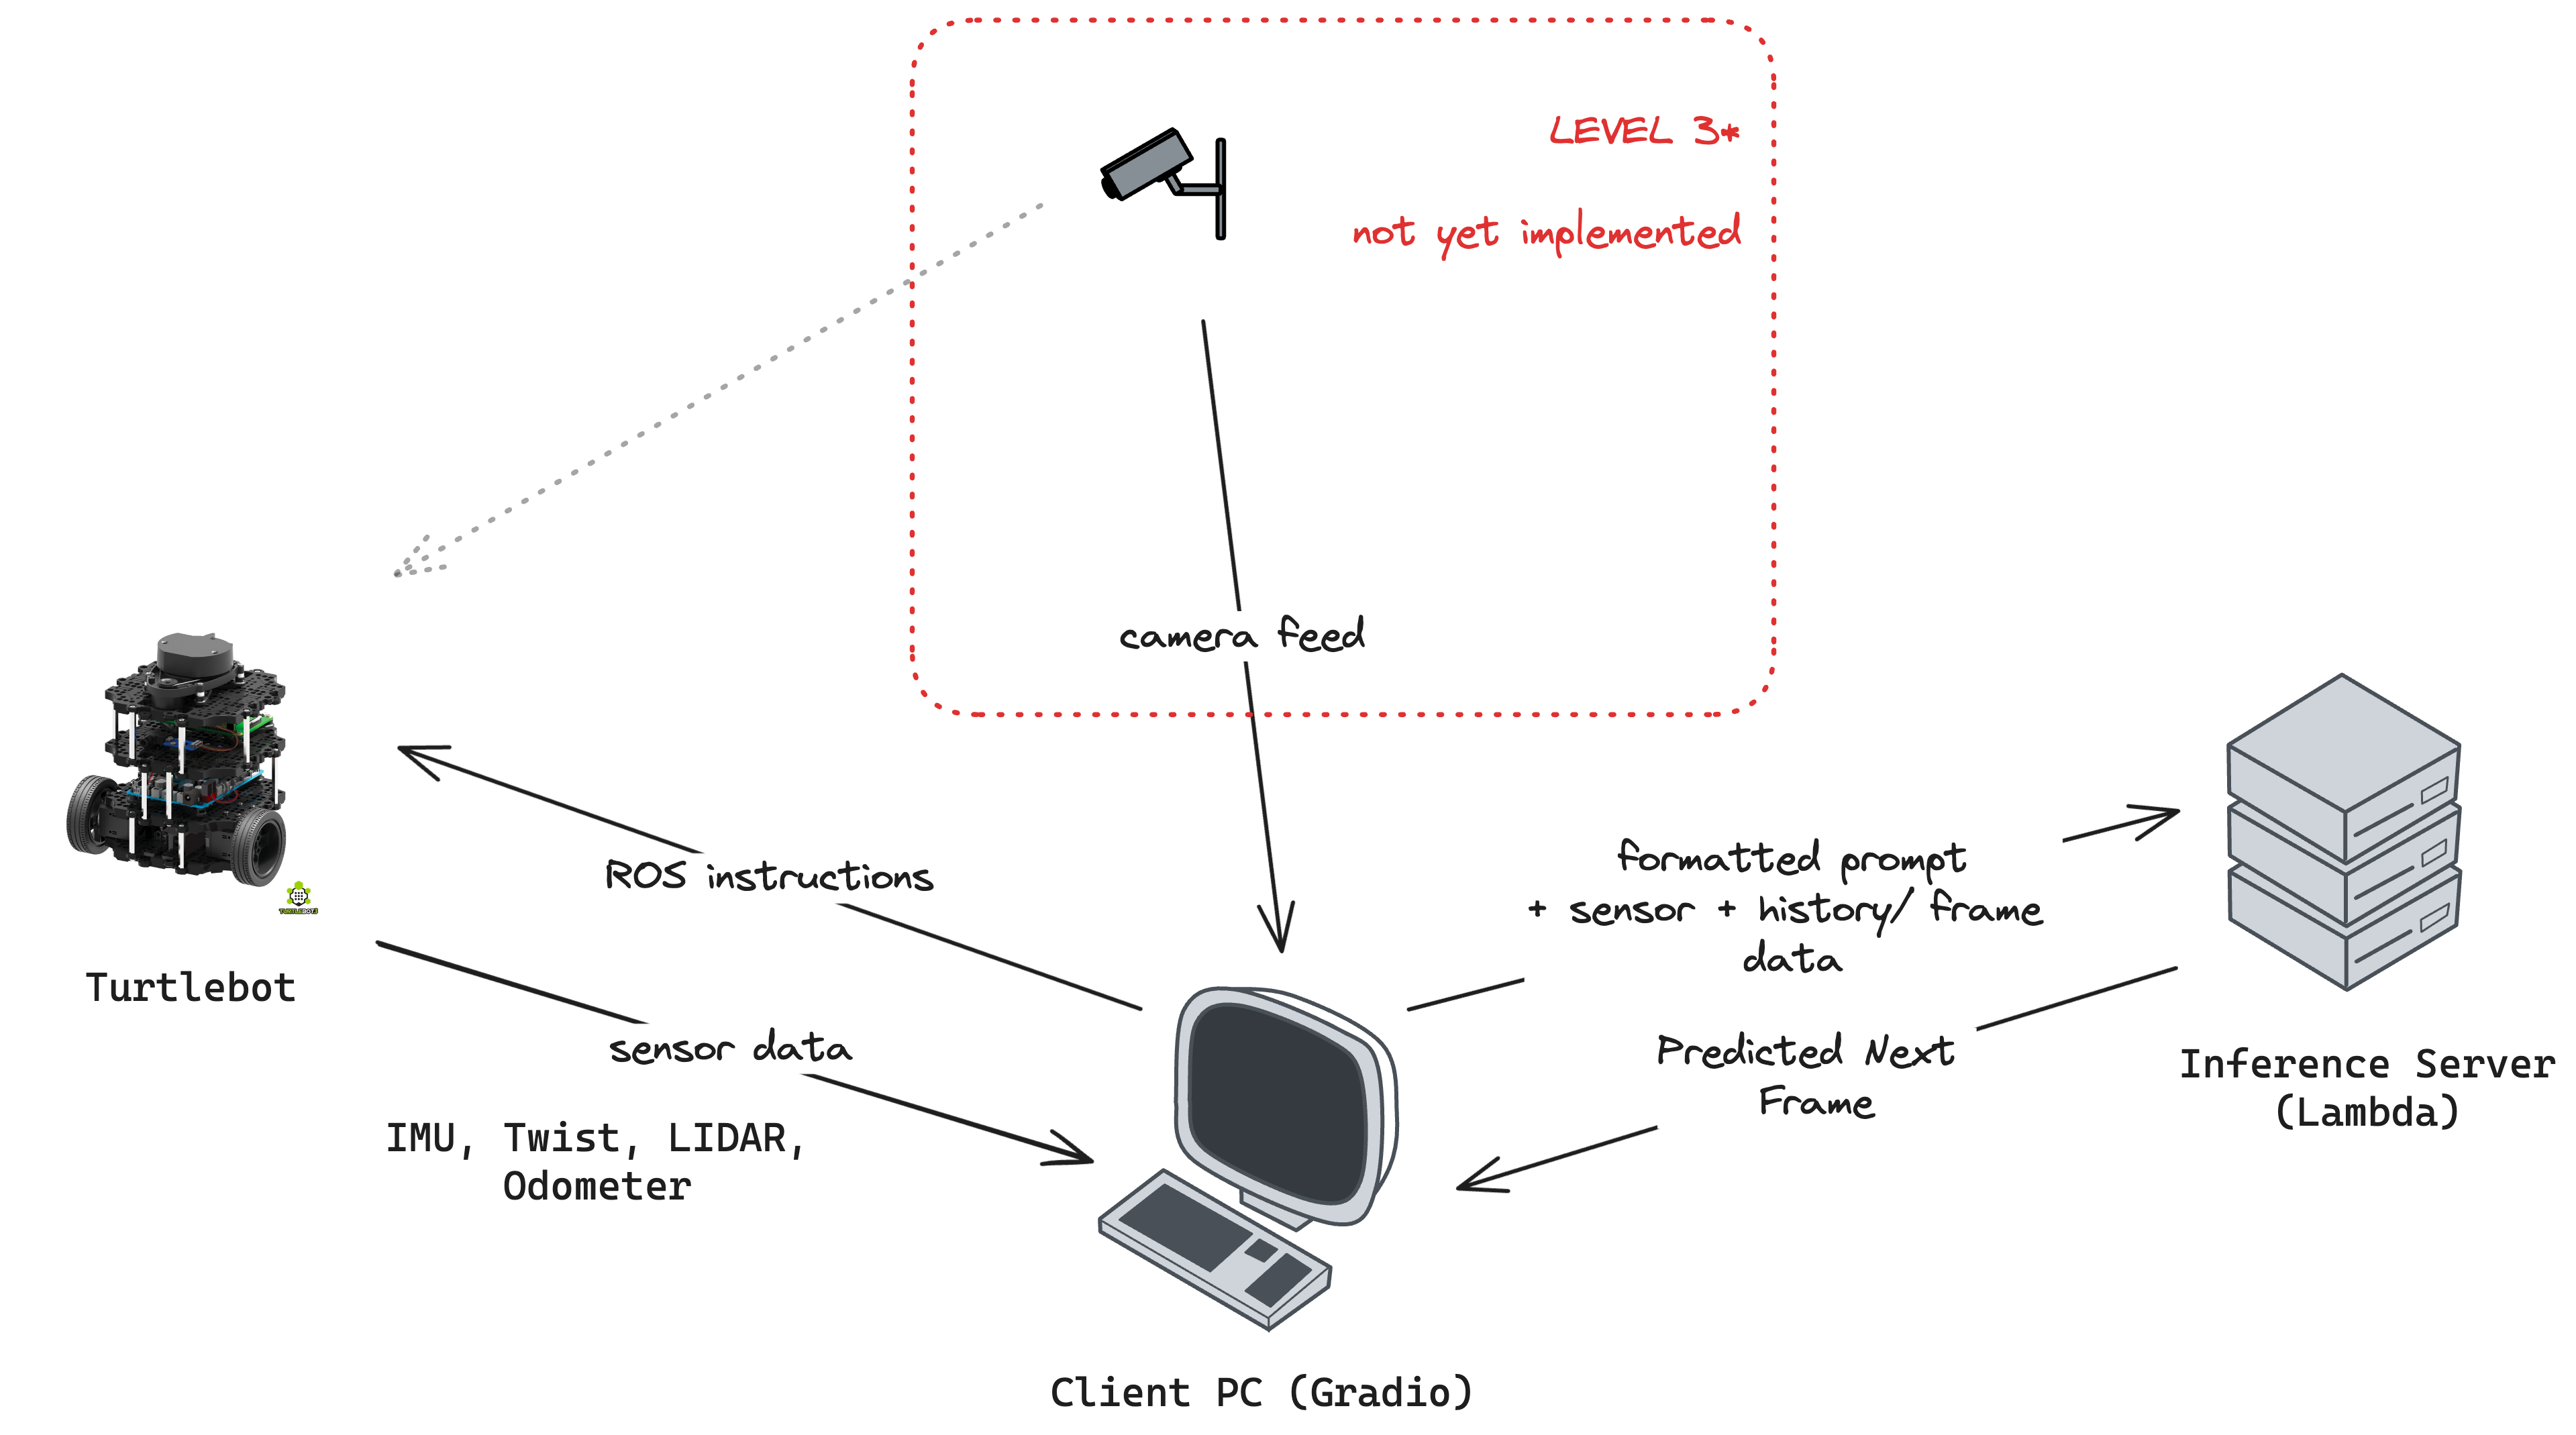 LEVEL 3*
not yet implemented
camera feed
ROS instructions
formatted prompt
+ sensor + history/ frame
data
TURTLEBOT3
Turtlebot
sensor data
Predicted Next
Frame
Inference Server
(Lambda)
IMU, Twist, LIDAR,
Odometer
Client PC (Gradio)